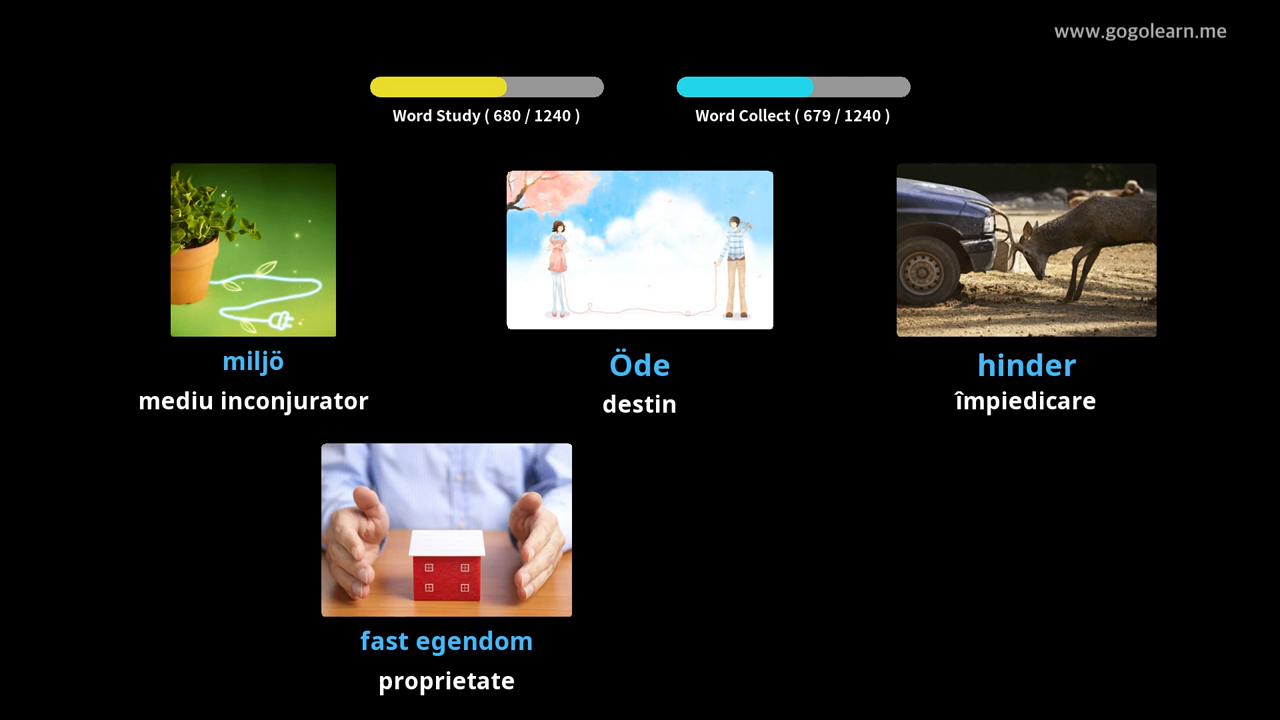 www.gogolearn.me
Word Study ( 680 / 1240 )
Word Collect ( 679 / 1240 )
miljö
mediu inconjurator
Öde
destin
hinder
împiedicare
fast egendom
proprietate